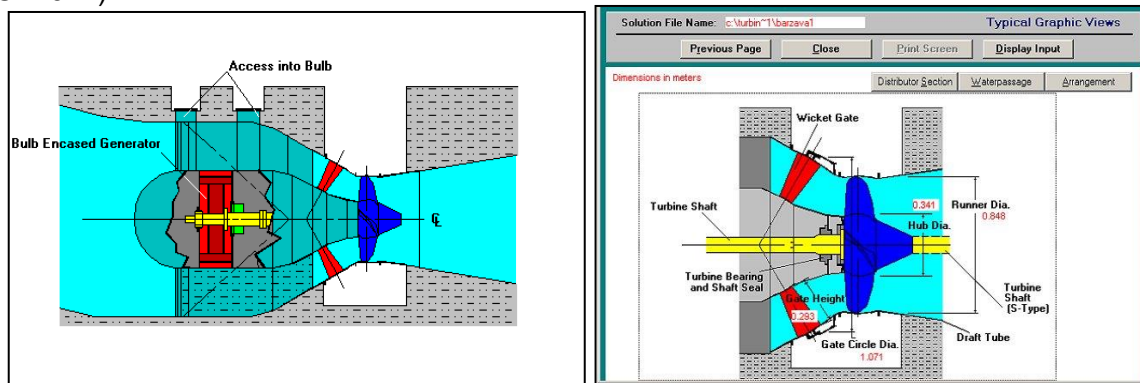 Access into Bulb
Bulb Encased Generator
℄
Solution File Name: c:\turbin~1\barzava1
Typical Graphic Views
Previous Page
Close
Print Screen
Display Input
Dimensions in meters
Distributor Section
Waterpassage
Arrangement
Wicket Gate
Turbine Shaft
0.341
Runner Dia.
0.848
Hub Dia.
Turbine Bearing
and Shaft Seal
Gate Height
0.293
Turbine
Shaft
(S-Type)
Draft Tube
Gate Circle Dia.
1.071